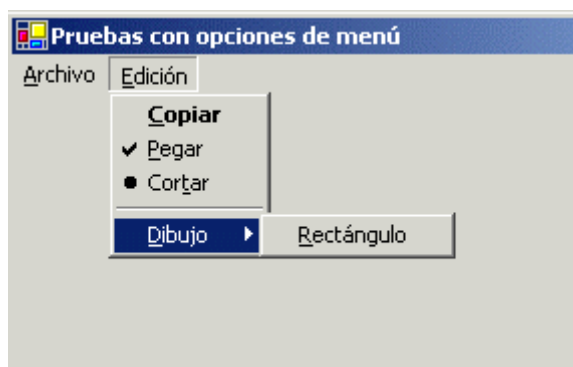 Pruebas con opciones de menú
Archivo Edición
Copiar
Pegar
Cortar
Dibujo Rectángulo